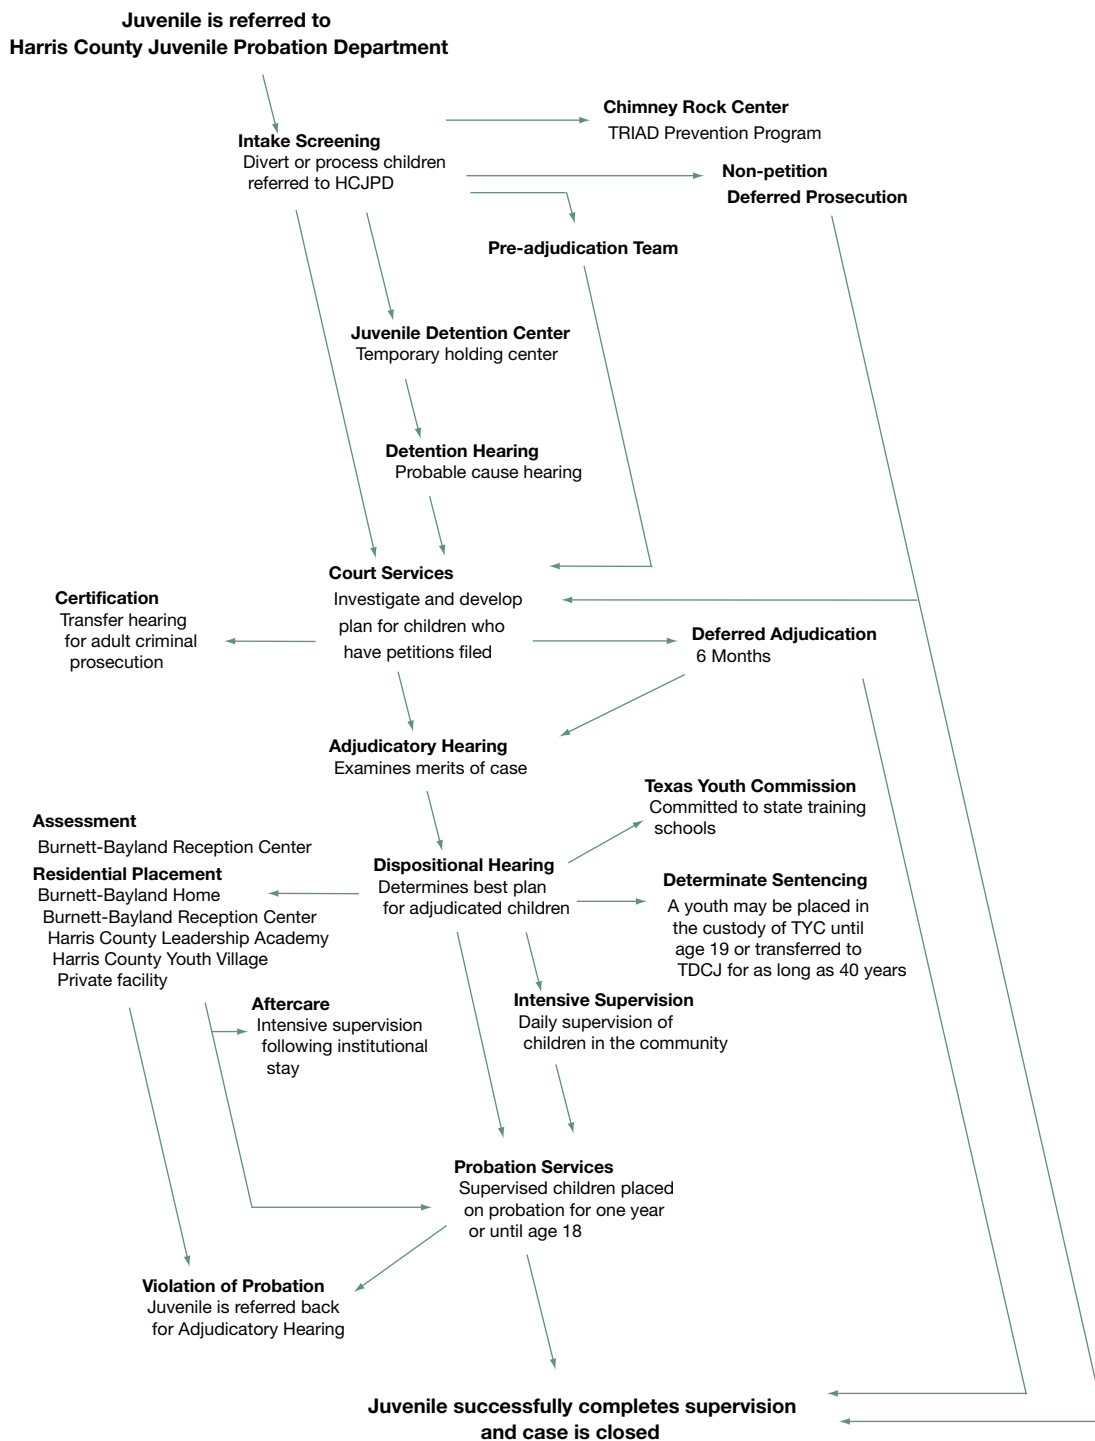 Juvenile is referred to
Harris County Juvenile Probation Department
Chimney Rock Center
TRIAD Prevention Program
Intake Screening
Divert or process children
referred to HCJPD
Non-petition
Deferred Prosecution
Pre-adjudication Team
Juvenile Detention Center
Temporary holding center
Detention Hearing
Probable cause hearing
Court Services
Investigate and develop
plan for children who
have petitions filed
Certification
Transfer hearing
for adult criminal
prosecution
Deferred Adjudication
6 Months
Adjudicatory Hearing
Examines merits of case
Texas Youth Commission
Committed to state training
schools
Assessment
Burnett-Bayland Reception Center
Residential Placement
Burnett-Bayland Home
Burnett-Bayland Reception Center
Harris County Leadership Academy
Harris County Youth Village
Private facility
Dispositional Hearing
Determines best plan
for adjudicated children
Determinate Sentencing
A youth may be placed in
the custody of TYC until
age 19 or transferred to
TDCJ for as long as 40 years
Aftercare
Intensive supervision
following institutional
stay
Intensive Supervision
Daily supervision of
children in the community
Probation Services
Supervised children placed
on probation for one year
or until age 18
Violation of Probation
Juvenile is referred back
for Adjudicatory Hearing
Juvenile successfully completes supervision
and case is closed